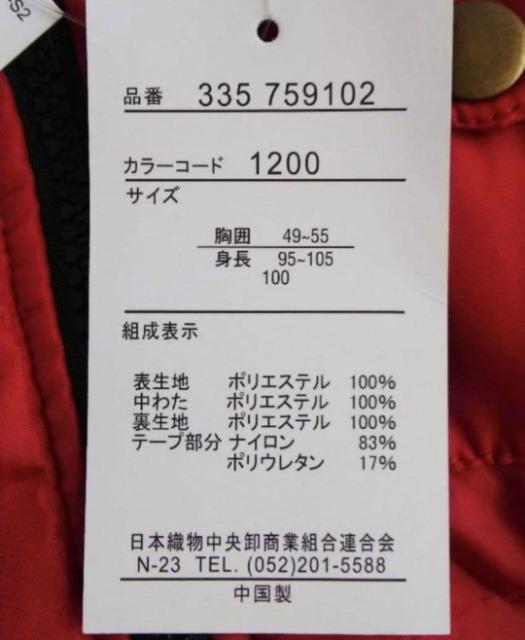 S2
品番 335 759102
カラーコード 1200
サイズ
胸囲 49~55
身長 95~105
100
組成表示
表生地 ポリエステル 100%
中わた ポリエステル 100%
裏生地 ポリエステル 100%
テープ部分 ナイロン 83%
ポリウレタン 17%
日本織物中央卸商業組合連合会
N-23 TEL. (052)201-5588
中国製